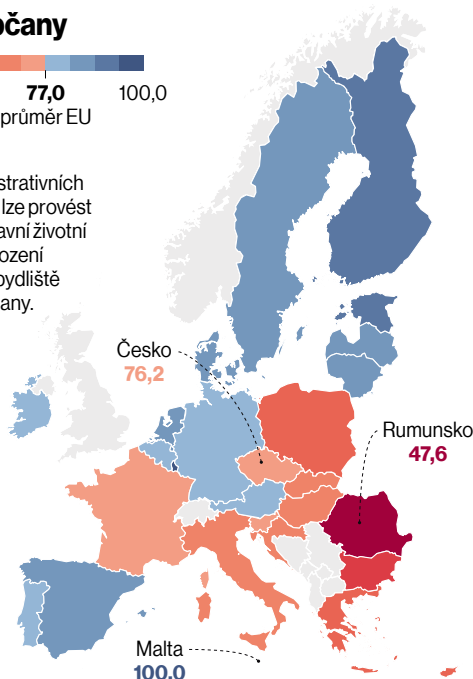 čany
77,0
100,0
průměr EU
strativních
lze provést
avní životní
ození
bydliště
any.
Česko
76,2
Rumunsko
47,6
Malta
100,0